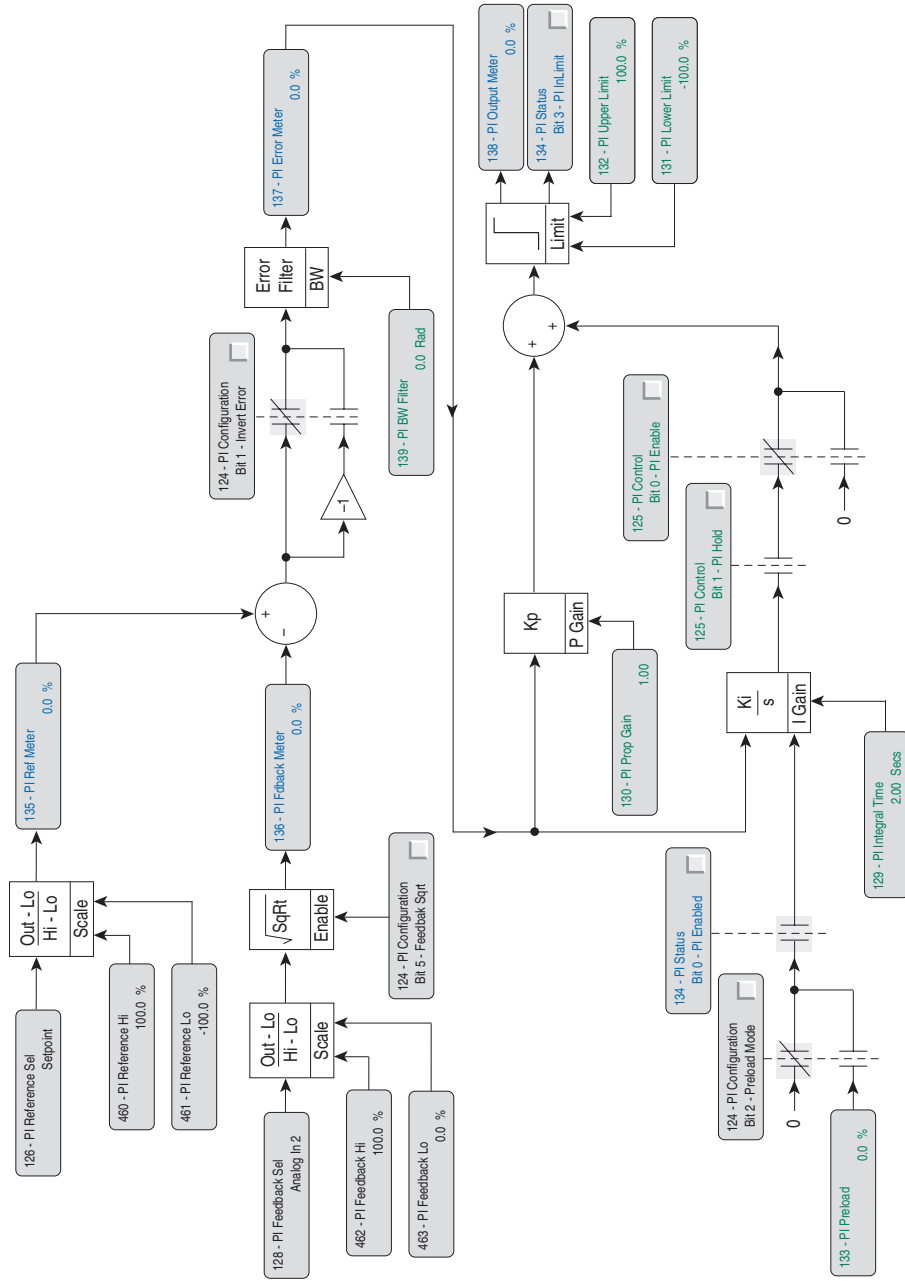 126 - PI Reference Sel
Setpoint
460 - PI Reference Hi
100.0 %
461 - PI Reference Lo
-100.0 %
Out - Lo
Hi - Lo
Scale
135 - PI Ref Meter
0.0 %
128 - PI Feedback Sel
Analog In 2
462 - PI Feedback Hi
100.0 %
463 - PI Feedback Lo
0.0 %
Out - Lo
Hi - Lo
Scale
√SqRt
Enable
124 - PI Configuration
Bit 5 - Feedbak Sqrt
136 - PI Fdback Meter
0.0 %
+
-
-1
124 - PI Configuration
Bit 1 - Invert Error
Error
Filter
BW
139 - PI BW Filter
0.0 Rad
137 - PI Error Meter
0.0 %
133 - PI Preload
0.0 %
0
124 - PI Configuration
Bit 2 - Preload Mode
134 - PI Status
Bit 0 - PI Enabled
129 - PI Integral Time
2.00 Secs
Ki
s
I Gain
130 - PI Prop Gain
1.00
Kp
P Gain
125 - PI Control
Bit 1 - PI Hold
125 - PI Control
Bit 0 - PI Enable
0
+
+
Limit
138 - PI Output Meter
0.0 %
134 - PI Status
Bit 3 - PI InLimit
132 - PI Upper Limit
100.0 %
131 - PI Lower Limit
-100.0 %